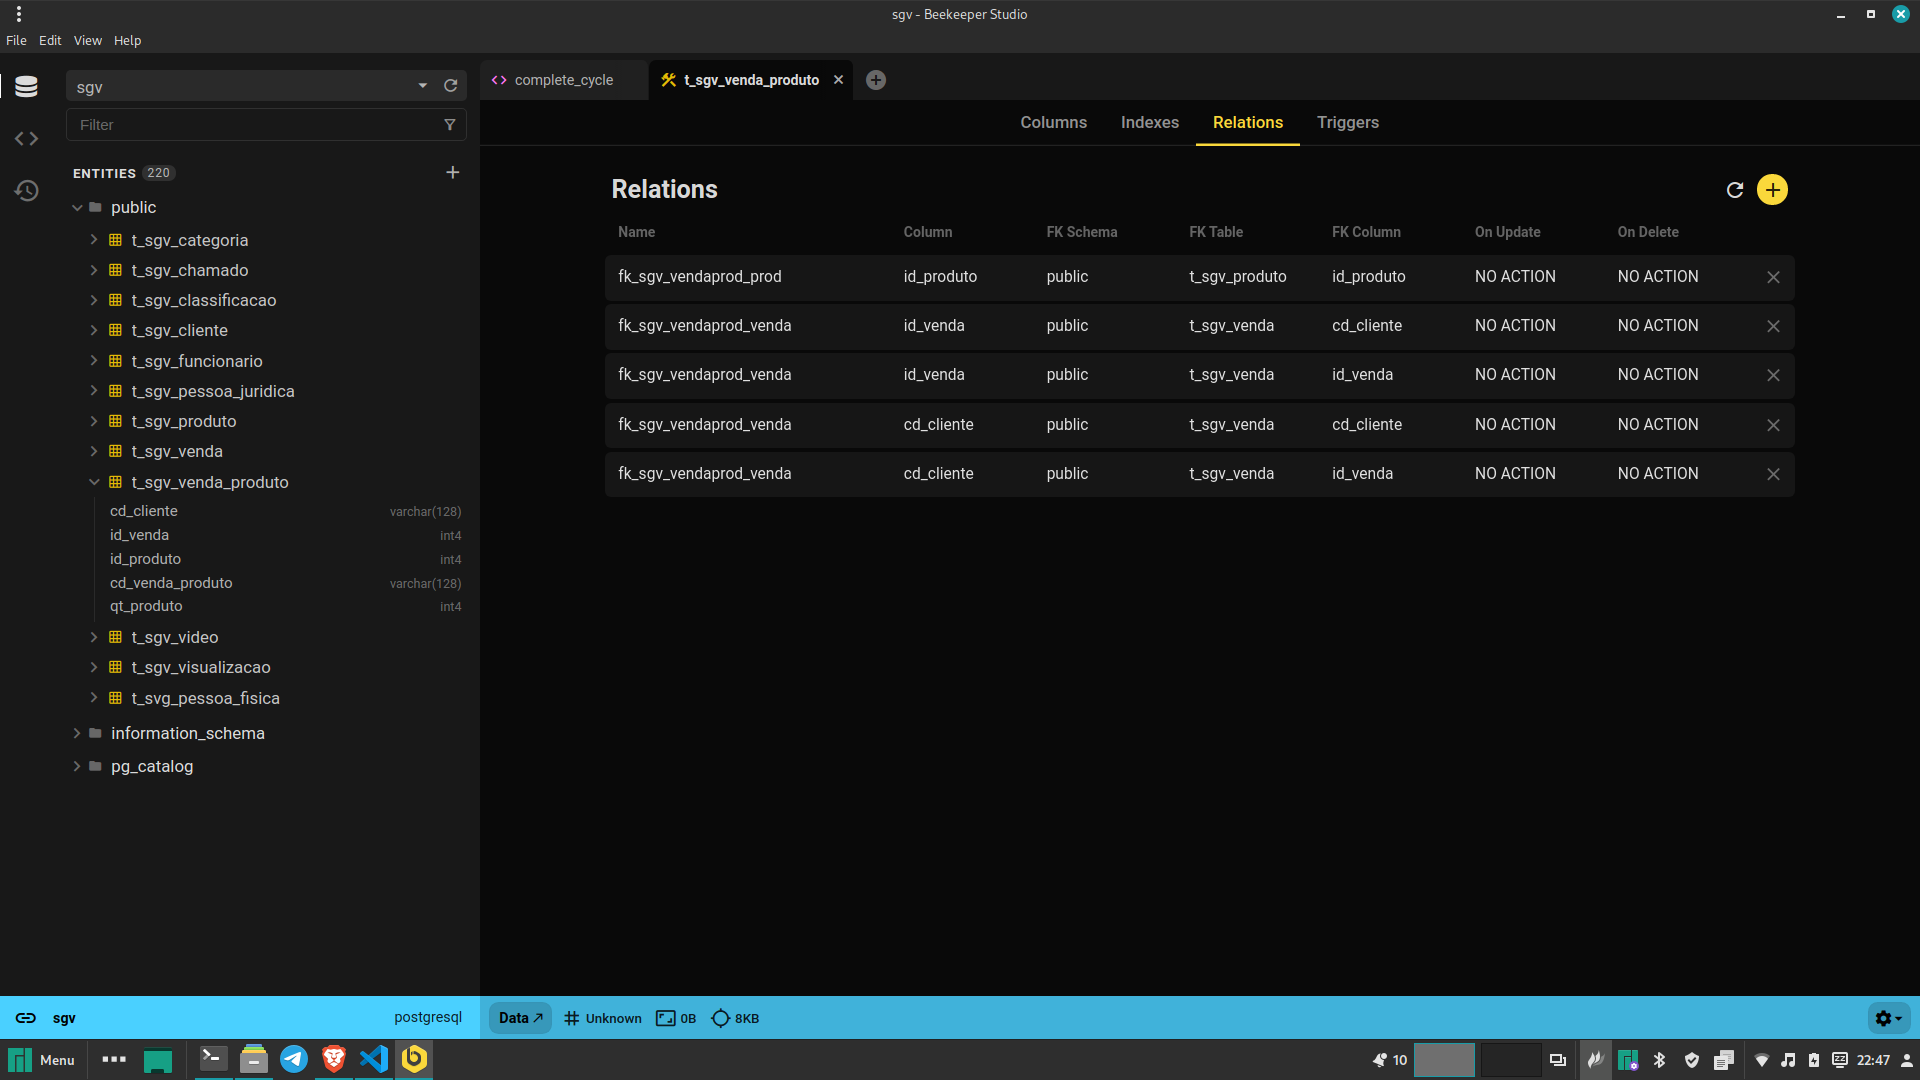 sgv - Beekeeper Studio
File Edit View Help
sgv
complete_cycle
t_sgv_venda_produto
Filter
Columns
Indexes
Relations
Triggers
ENTITIES 220
public
t_sgv_categoria
t_sgv_chamado
t_sgv_classificacao
t_sgv_cliente
t_sgv_funcionario
t_sgv_pessoa_juridica
t_sgv_produto
t_sgv_venda
t_sgv_venda_produto
cd_cliente varchar(128)
id_venda int4
id_produto int4
cd_venda_produto varchar(128)
qt_produto int4
t_sgv_video
t_sgv_visualizacao
t_svg_pessoa_fisica
information_schema
pg_catalog
Relations
Name Column FK Schema FK Table FK Column On Update On Delete
fk_sgv_vendaprod_prod id_produto public t_sgv_produto id_produto NO ACTION NO ACTION
fk_sgv_vendaprod_venda id_venda public t_sgv_venda cd_cliente NO ACTION NO ACTION
fk_sgv_vendaprod_venda id_venda public t_sgv_venda id_venda NO ACTION NO ACTION
fk_sgv_vendaprod_venda cd_cliente public t_sgv_venda cd_cliente NO ACTION NO ACTION
fk_sgv_vendaprod_venda cd_cliente public t_sgv_venda id_venda NO ACTION NO ACTION
sgv postgresql Data Unknown 0B 8KB
Menu 10 22:47